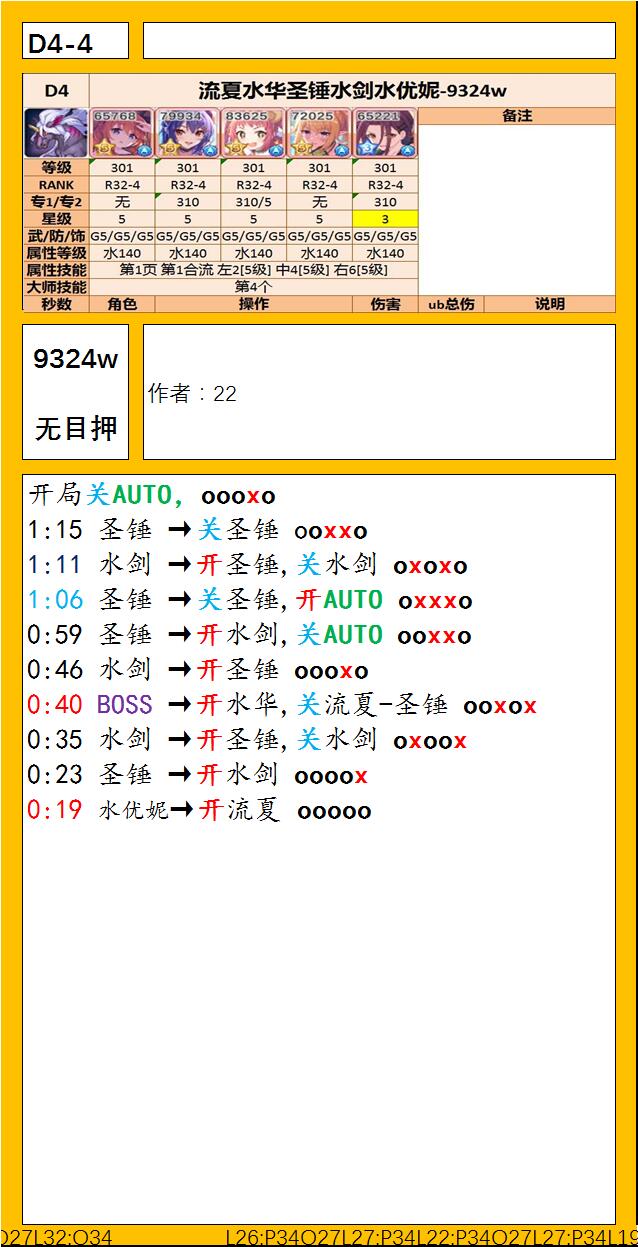 D4-4
D4 流夏水华圣锤水剑水优妮-9324w
65768 79934 83625 72025 65221 备注
等级 301 301 301 301 301
RANK R32-4 R32-4 R32-4 R32-4 R32-4
专1/专2 无 310 310/5 无 310
星级 5 5 5 5 3
武/防/饰 G5/G5/G5 G5/G5/G5 G5/G5/G5 G5/G5/G5 G5/G5/G5
属性等级 水140 水140 水140 水140 水140
属性技能 第1页 第1合流 左2[5级] 中4[5级] 右6[5级]
大师技能 第4个
秒数 角色 操作 伤害 ub总伤 说明
9324w
无目押
作者：22
开局关AUTO, oooxo
1:15 圣锤 →关圣锤 ooxxo
1:11 水剑 →开圣锤,关水剑 oxoxo
1:06 圣锤 →关圣锤,开AUTO oxxxo
0:59 圣锤 →开水剑,关AUTO ooxxo
0:46 水剑 →开圣锤 oooxo
0:40 BOSS →开水华,关流夏-圣锤 ooxox
0:35 水剑 →开圣锤,关水剑 oxoox
0:23 圣锤 →开水剑 oooox
0:19 水优妮→开流夏 ooooo
O27L32:O34 L26:P34O27L27:P34L22:P34O27L27:P34L19